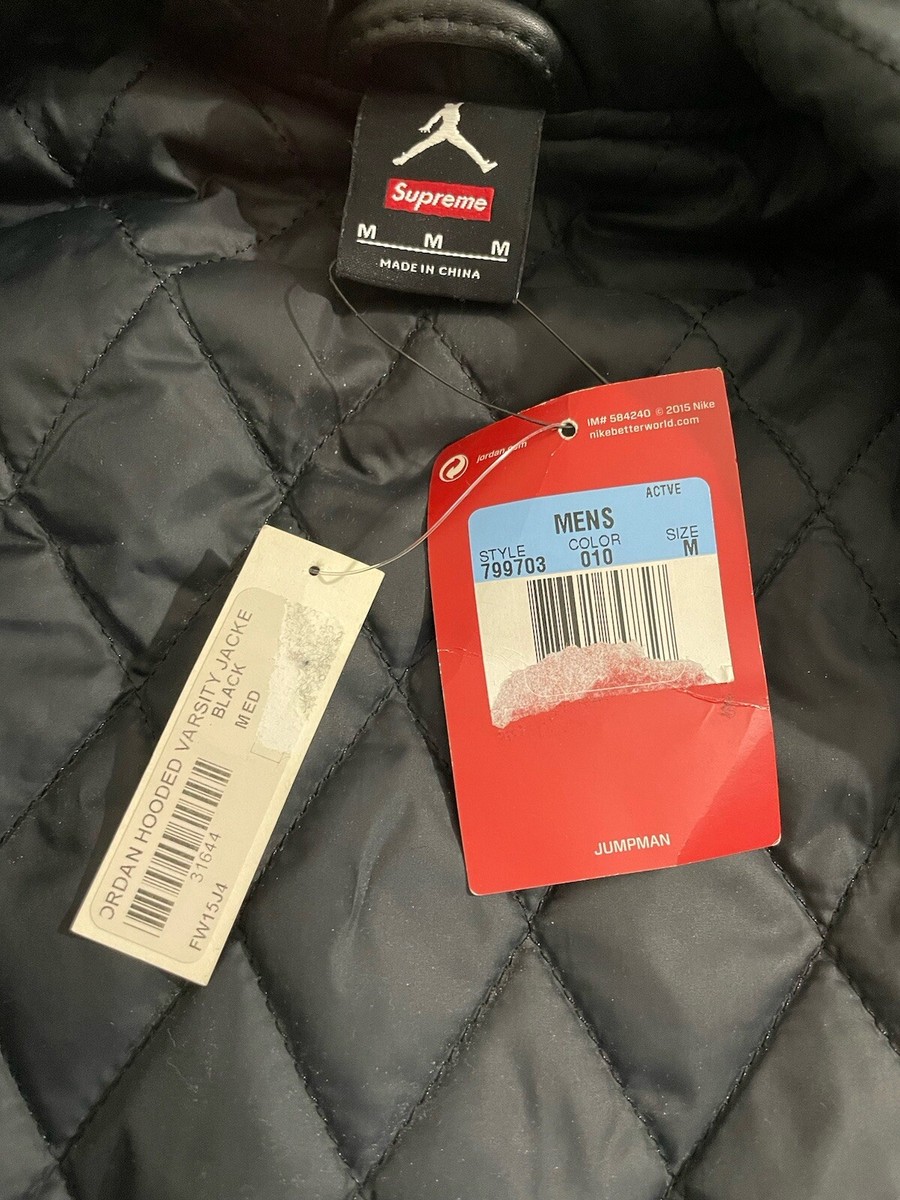 Supreme
M M M
MADE IN CHINA
IM# 584240 © 2015 Nike
nikebetterworld.com
jordan.com
ACTVE
MENS
STYLE COLOR SIZE
799703 010 M
JUMPMAN
ORDAN HOODED VARSITY JACKE
BLACK
MED
31644
FW15J4